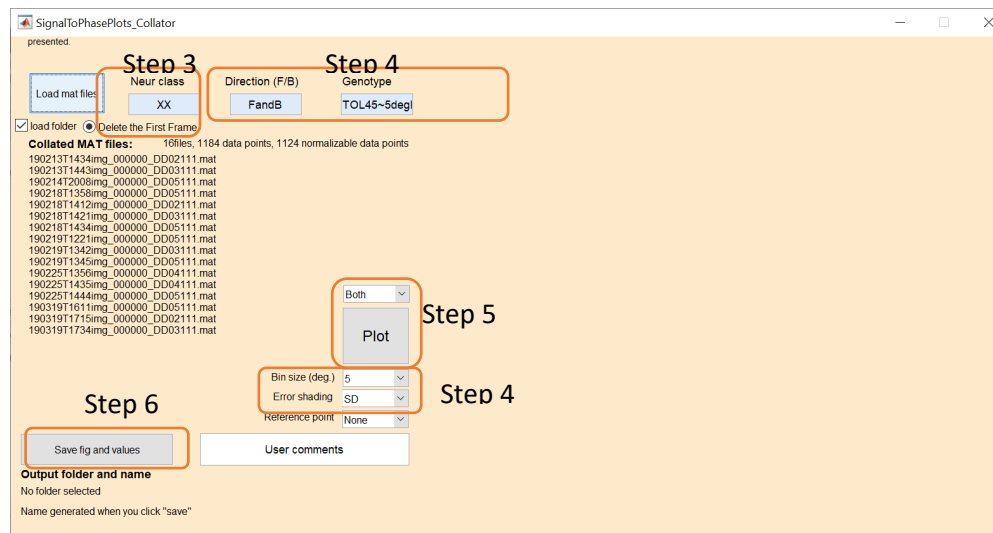 SignalToPhasePlots_Collator
presented.
Step 3
Step 4
Neur class
Direction (F/B)
Genotype
Load mat files
XX
FandB
TOL45~5degl
load folder
Delete the First Frame
Collated MAT files:
16files, 1184 data points, 1124 normalizable data points
190213T1434img_000000_DD02111.mat
190213T1443img_000000_DD03111.mat
190214T2008img_000000_DD05111.mat
190218T1358img_000000_DD05111.mat
190218T1412img_000000_DD02111.mat
190218T1421img_000000_DD03111.mat
190218T1434img_000000_DD05111.mat
190219T1221img_000000_DD05111.mat
190219T1342img_000000_DD03111.mat
190219T1345img_000000_DD05111.mat
190225T1356img_000000_DD04111.mat
190225T1435img_000000_DD04111.mat
190225T1444img_000000_DD05111.mat
190319T1611img_000000_DD05111.mat
190319T1715img_000000_DD02111.mat
190319T1734img_000000_DD03111.mat
Both
Step 5
Plot
Bin size (deg.)
5
Step 4
Error shading
SD
Step 6
Reference point
None
Save fig and values
User comments
Output folder and name
No folder selected
Name generated when you click "save"